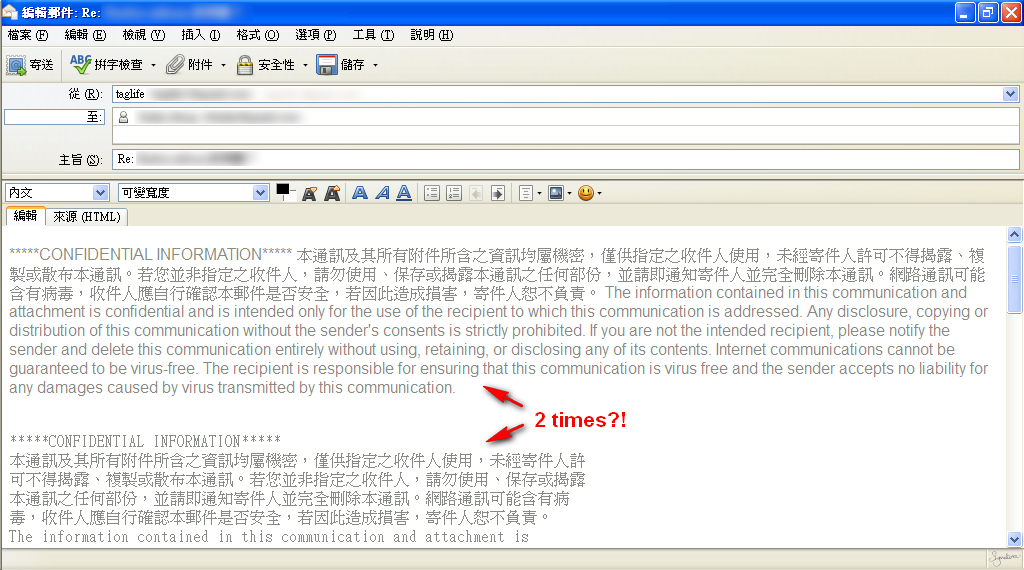 編輯郵件: Re:
檔案 (F) 編輯 (E) 檢視 (V) 插入 (I) 格式 (O) 選項 (P) 工具 (T) 說明 (H)
寄送 ABC 拼字檢查 附件 安全性 儲存
從 (R): taglife
至:
主旨 (S): Re:
內文 可變寬度
編輯 來源 (HTML)
*****CONFIDENTIAL INFORMATION***** 本通訊及其所有附件所含之資訊均屬機密，僅供指定之收件人使用，未經寄件人許可不得揭露、複
製或散布本通訊。若您並非指定之收件人，請勿使用、保存或揭露本通訊之任何部份，並請即通知寄件人並完全刪除本通訊。網路通訊可能
含有病毒，收件人應自行確認本郵件是否安全，若因此造成損害，寄件人恕不負責。 The information contained in this communication and
attachment is confidential and is intended only for the use of the recipient to which this communication is addressed. Any disclosure, copying or
distribution of this communication without the sender's consents is strictly prohibited. If you are not the intended recipient, please notify the
sender and delete this communication entirely without using, retaining, or disclosing any of its contents. Internet communications cannot be
guaranteed to be virus-free. The recipient is responsible for ensuring that this communication is virus free and the sender accepts no liability for
any damages caused by virus transmitted by this communication.
2 times?!
*****CONFIDENTIAL INFORMATION*****
本通訊及其所有附件所含之資訊均屬機密，僅供指定之收件人使用，未經寄件人許
可不得揭露、複製或散布本通訊。若您並非指定之收件人，請勿使用、保存或揭露
本通訊之任何部份，並請即通知寄件人並完全刪除本通訊。網路通訊可能含有病
毒，收件人應自行確認本郵件是否安全，若因此造成損害，寄件人恕不負責。
The information contained in this communication and attachment is